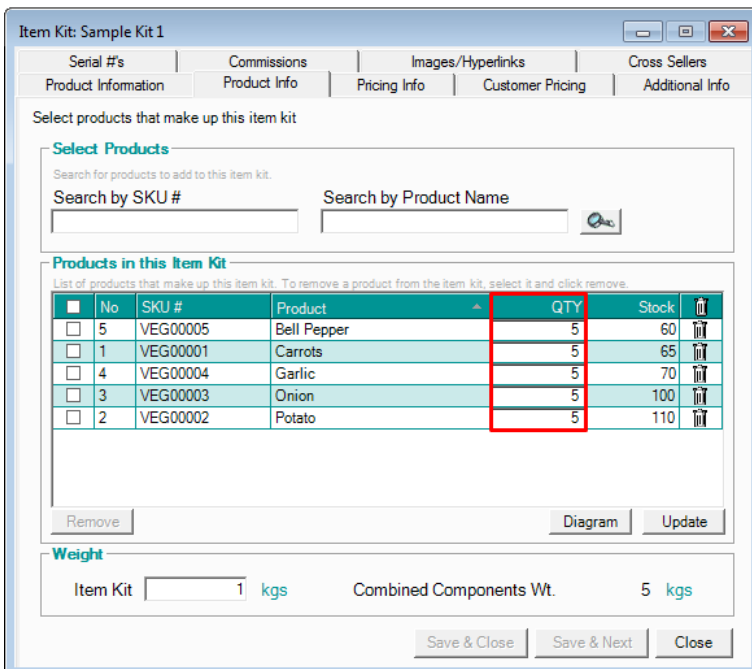 Item Kit: Sample Kit 1
Serial #'s Commissions Images/Hyperlinks Cross Sellers
Product Information Product Info Pricing Info Customer Pricing Additional Info
Select products that make up this item kit
Select Products
Search for products to add to this item kit.
Search by SKU # Search by Product Name
Products in this Item Kit
List of products that make up this item kit. To remove a product from the item kit, select it and click remove.
No SKU # Product QTY Stock
5 VEG00005 Bell Pepper 5 60
1 VEG00001 Carrots 5 65
4 VEG00004 Garlic 5 70
3 VEG00003 Onion 5 100
2 VEG00002 Potato 5 110
Remove Diagram Update
Weight
Item Kit 1 kgs Combined Components Wt. 5 kgs
Save & Close Save & Next Close